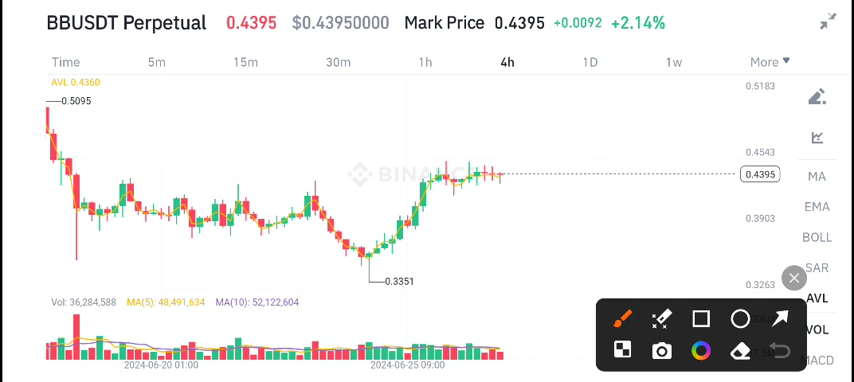 BBUSDT Perpetual 0.4395 $0.43950000 Mark Price 0.4395 +0.0092 +2.14%
Time 5m 15m 30m 1h 4h 1D 1w More
AVL 0.4360
0.5183
0.5095
0.4543
BINANCE
0.4395
MA
EMA
0.3903
BOLL
SAR
0.3351
0.3263
AVL
Vol: 36,284,588 MA(5): 48,491,634 MA(10): 52,122,604
VOL
MACD
2024-06-20 01:00 2024-06-25 09:00